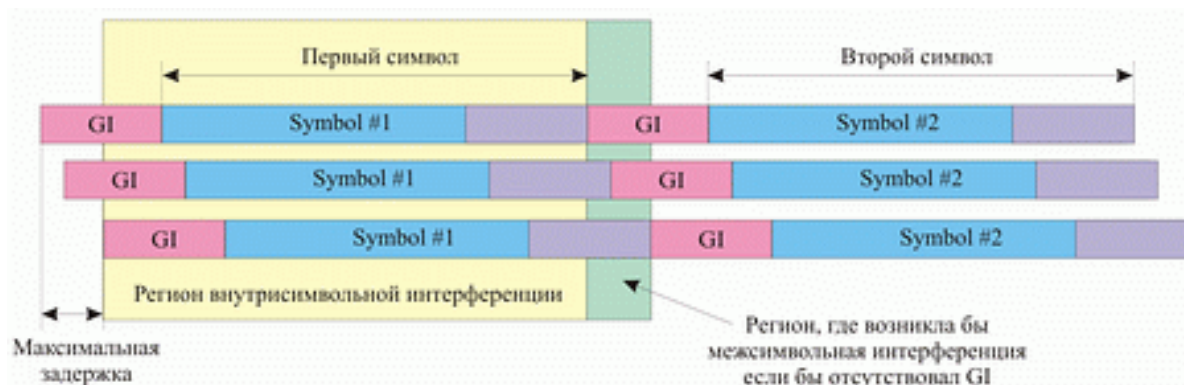 Первый символ
Второй символ
GI Symbol #1 GI Symbol #2
GI Symbol #1 GI Symbol #2
GI Symbol #1 GI Symbol #2
Регион внутрисимвольной интерференции
Максимальная
задержка
Регион, где возникла бы
межсимвольная интерференция
если бы отсутствовал GI